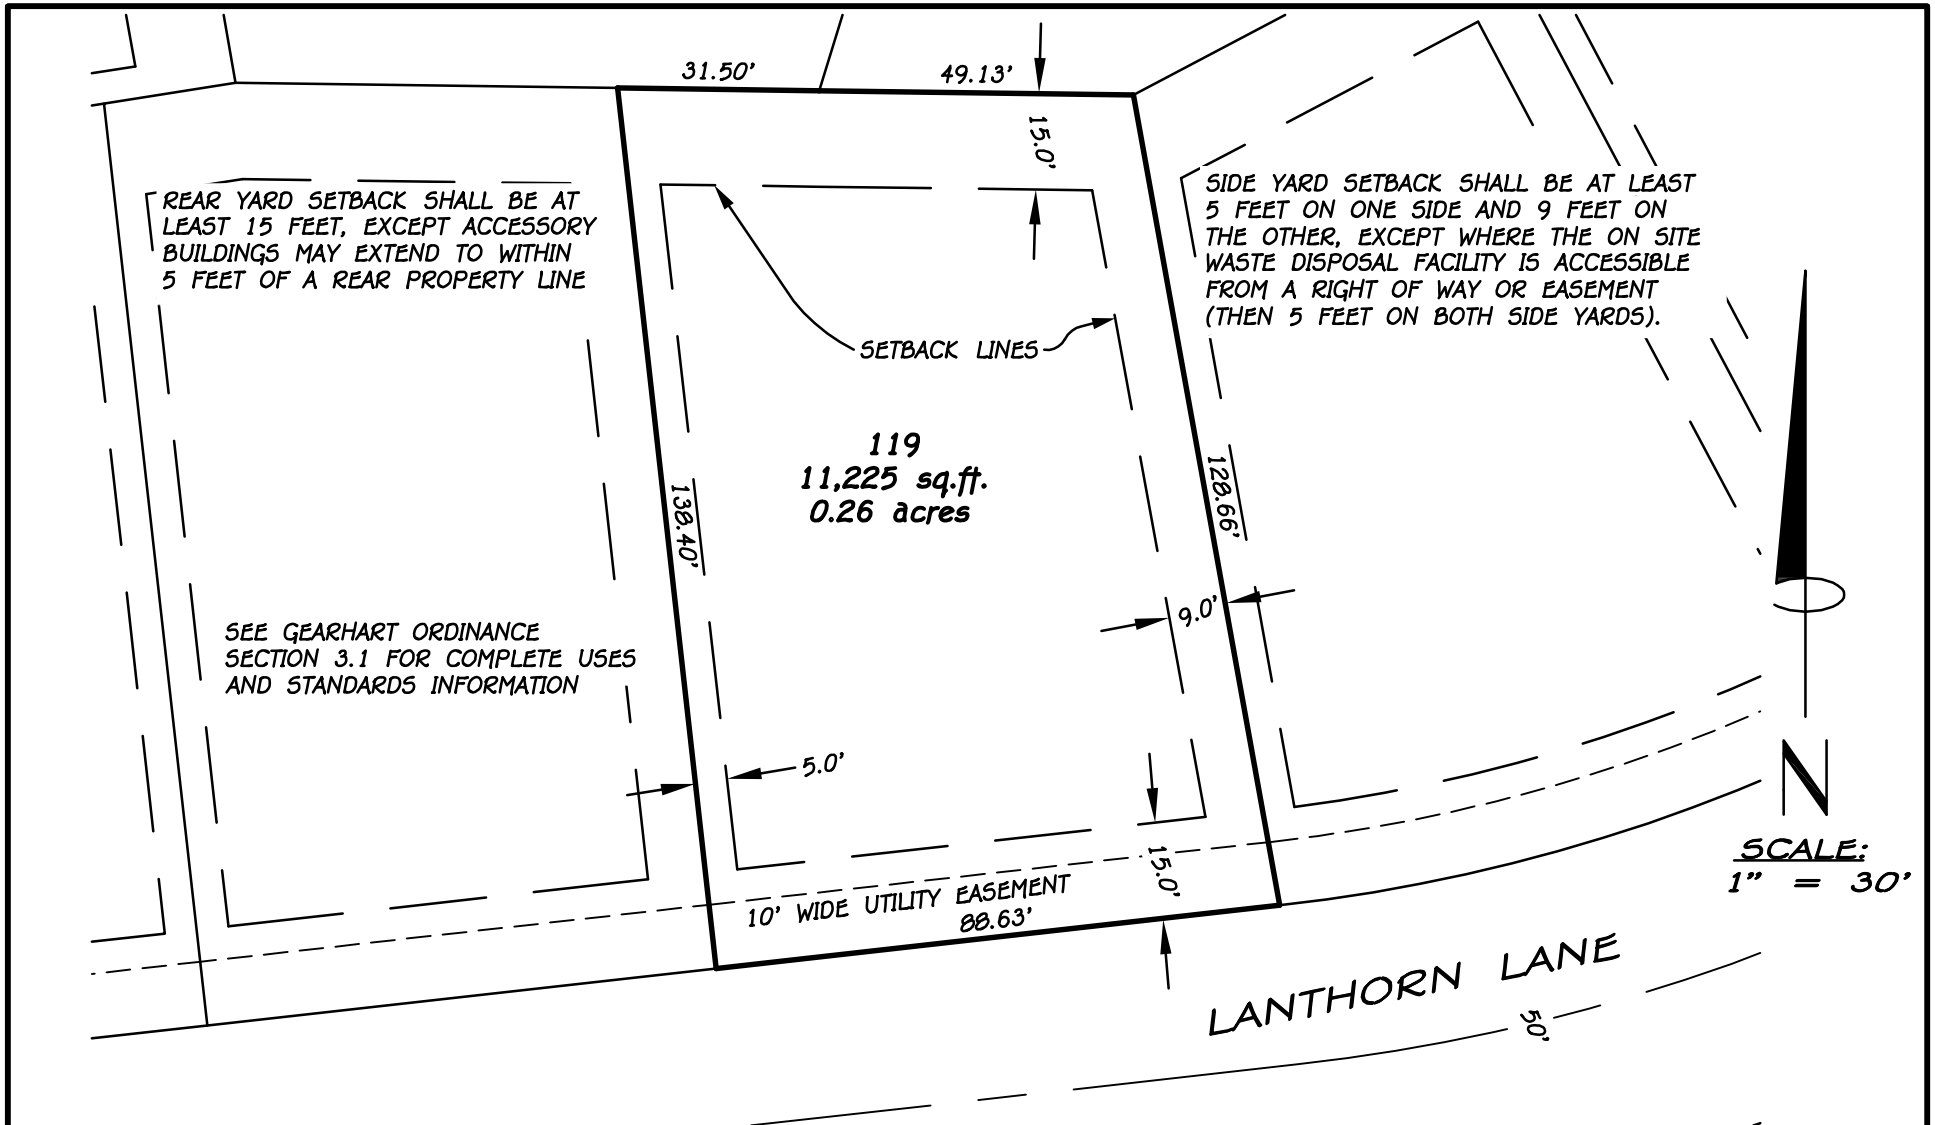 31.50'
49.13'
15.0'
REAR YARD SETBACK SHALL BE AT
LEAST 15 FEET, EXCEPT ACCESSORY
BUILDINGS MAY EXTEND TO WITHIN
5 FEET OF A REAR PROPERTY LINE
SIDE YARD SETBACK SHALL BE AT LEAST
5 FEET ON ONE SIDE AND 9 FEET ON
THE OTHER, EXCEPT WHERE THE ON SITE
WASTE DISPOSAL FACILITY IS ACCESSIBLE
FROM A RIGHT OF WAY OR EASEMENT
(THEN 5 FEET ON BOTH SIDE YARDS).
SETBACK LINES
119
11,225 sq.ft.
0.26 acres
138.40'
128.66'
9.0'
SEE GEARHART ORDINANCE
SECTION 3.1 FOR COMPLETE USES
AND STANDARDS INFORMATION
5.0'
15.0'
10' WIDE UTILITY EASEMENT
88.63'
N
SCALE:
1" = 30'
LANTHORN LANE
50'